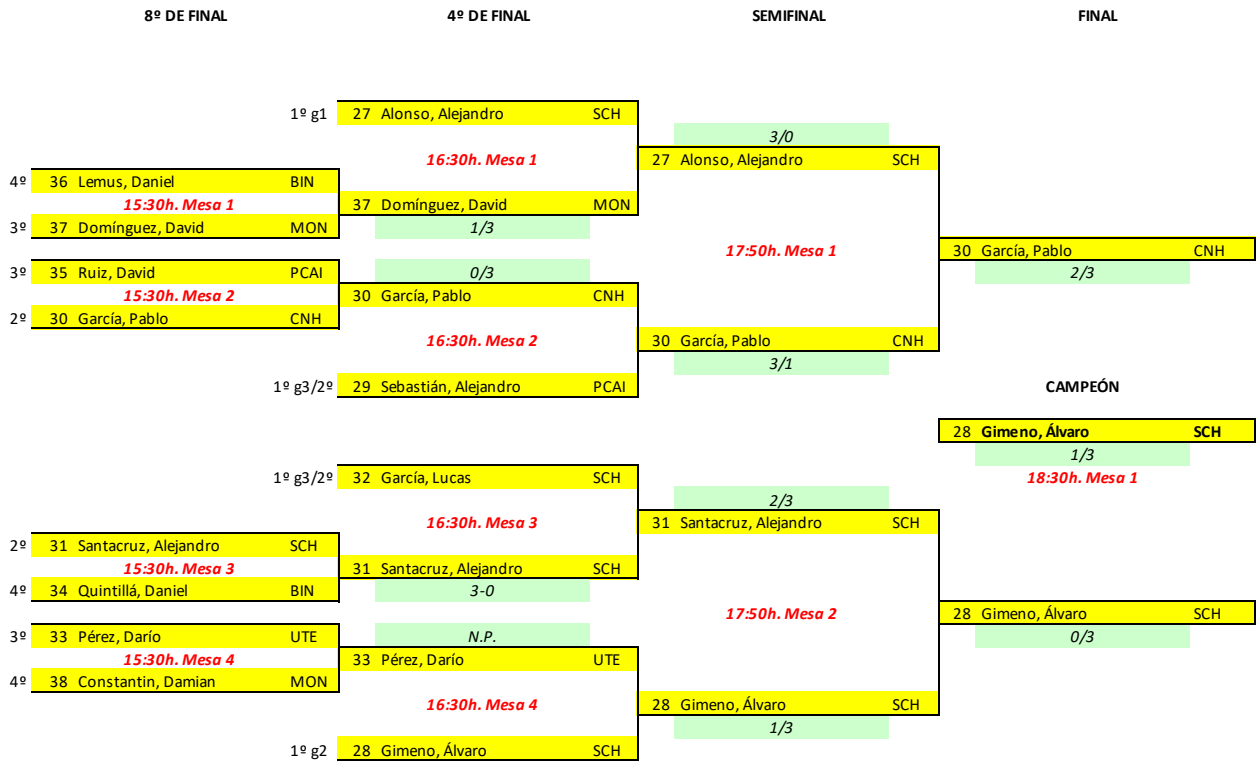 8º DE FINAL 4º DE FINAL SEMIFINAL FINAL
1º g1 27 Alonso, Alejandro SCH
3/0
16:30h. Mesa 1 27 Alonso, Alejandro SCH
4º 36 Lemus, Daniel BIN
15:30h. Mesa 1 37 Domínguez, David MON
3º 37 Domínguez, David MON 1/3
17:50h. Mesa 1 30 García, Pablo CNH
3º 35 Ruiz, David PCAI 0/3 2/3
15:30h. Mesa 2 30 García, Pablo CNH
2º 30 García, Pablo CNH
16:30h. Mesa 2 30 García, Pablo CNH
3/1
1º g3/2º 29 Sebastián, Alejandro PCAI CAMPEÓN
28 Gimeno, Álvaro SCH
1/3
1º g3/2º 32 García, Lucas SCH 18:30h. Mesa 1
2/3
16:30h. Mesa 3 31 Santacruz, Alejandro SCH
2º 31 Santacruz, Alejandro SCH
15:30h. Mesa 3 31 Santacruz, Alejandro SCH
4º 34 Quintillá, Daniel BIN 3-0
17:50h. Mesa 2 28 Gimeno, Álvaro SCH
3º 33 Pérez, Darío UTE N.P. 0/3
15:30h. Mesa 4 33 Pérez, Darío UTE
4º 38 Constantin, Damian MON
16:30h. Mesa 4 28 Gimeno, Álvaro SCH
1/3
1º g2 28 Gimeno, Álvaro SCH